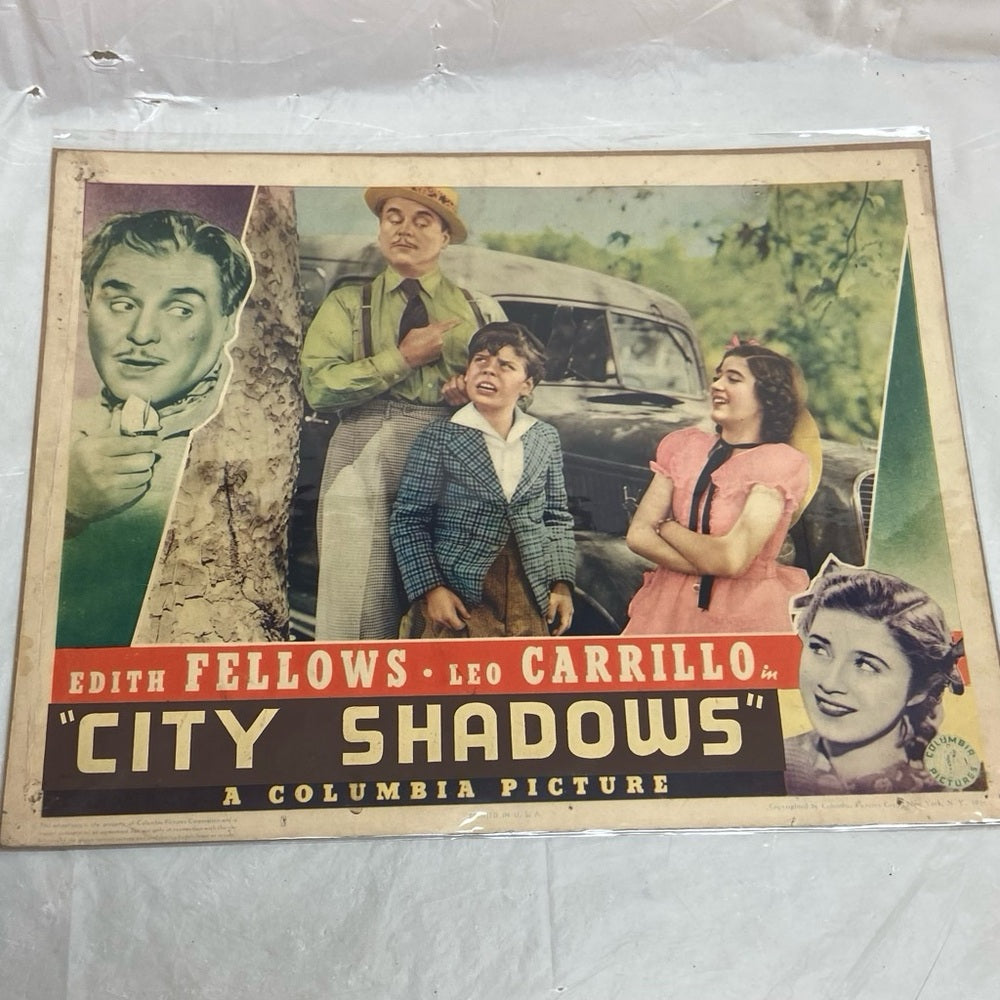 EDITH FELLOWS · LEO CARRILLO in
"CITY SHADOWS"
A COLUMBIA PICTURE
COLUMBIA
PICTURES